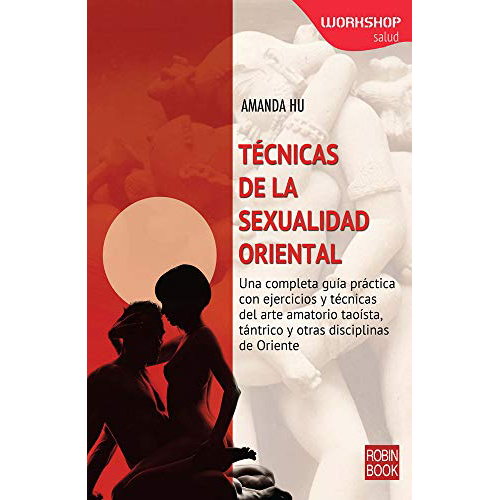 WORKSHOP
salud
AMANDA HU
TÉCNICAS
DE LA
SEXUALIDAD
ORIENTAL
Una completa guía práctica
con ejercicios y técnicas
del arte amatorio taoísta,
tántrico y otras disciplinas
de Oriente
ROBIN
BOOK